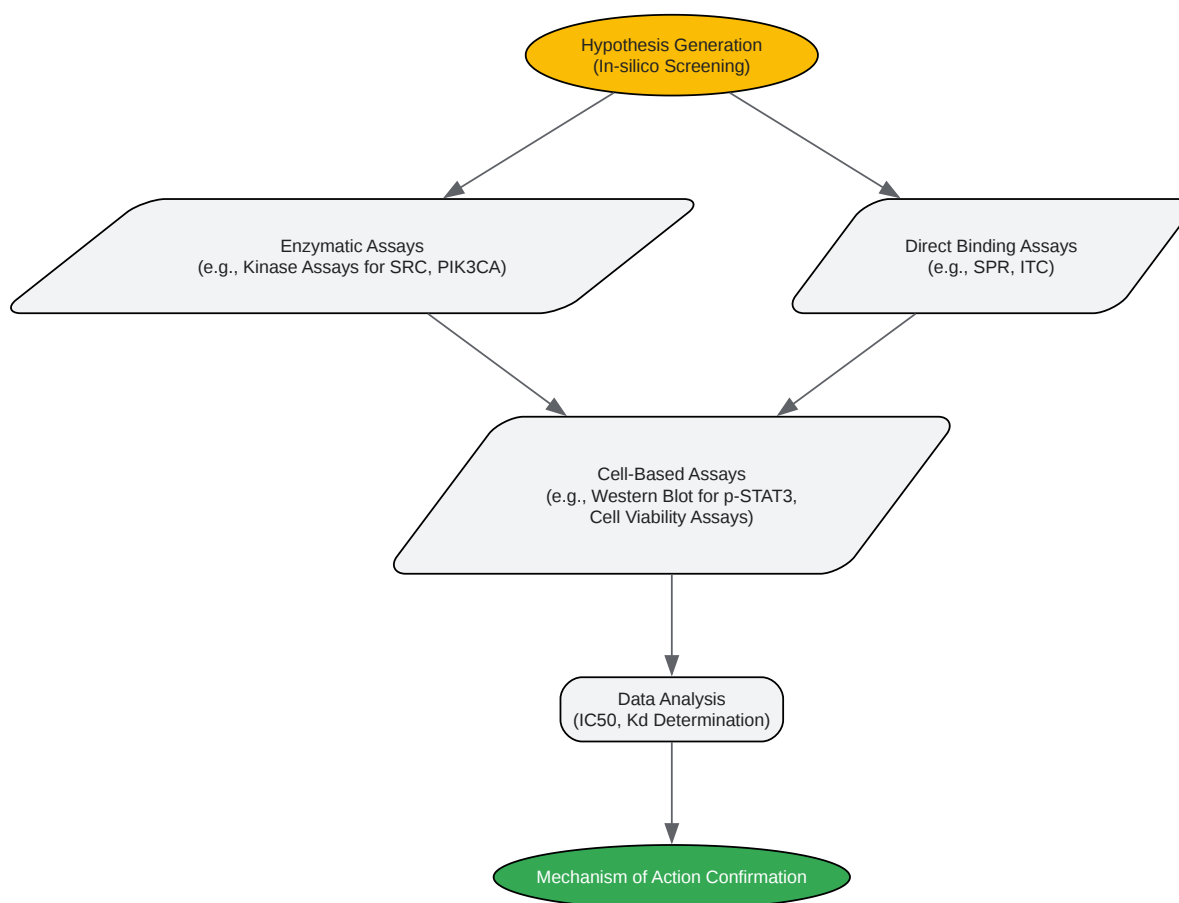 Hypothesis Generation
(In-silico Screening)
Enzymatic Assays
(e.g., Kinase Assays for SRC, PIK3CA)
Direct Binding Assays
(e.g., SPR, ITC)
Cell-Based Assays
(e.g., Western Blot for p-STAT3,
Cell Viability Assays)
Data Analysis
(IC50, Kd Determination)
Mechanism of Action Confirmation